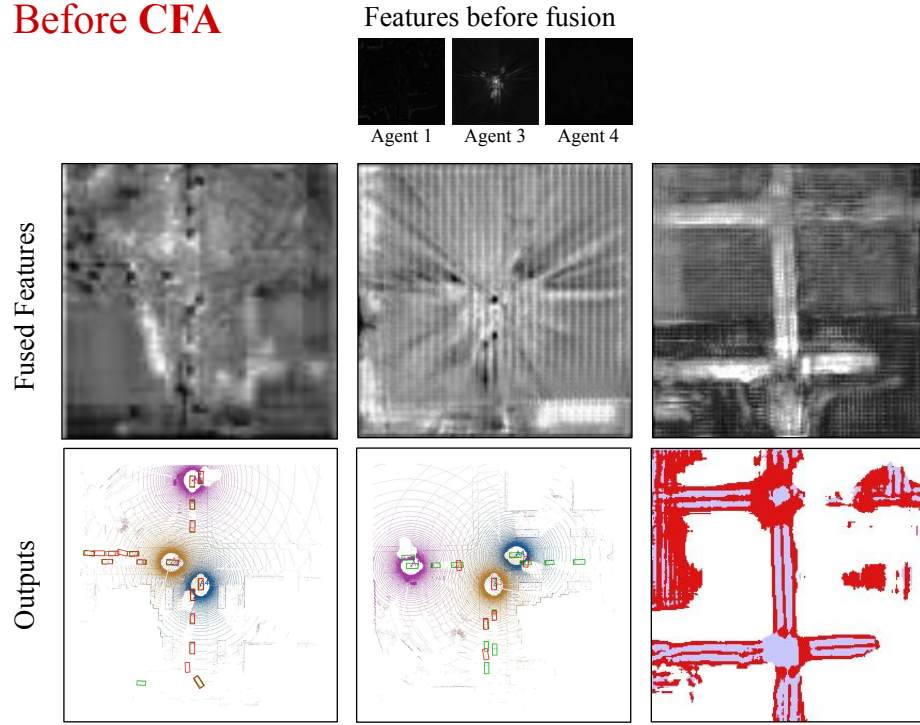 Before CFA
Features before fusion
Agent 1
Agent 3
Agent 4
Fused Features
Outputs